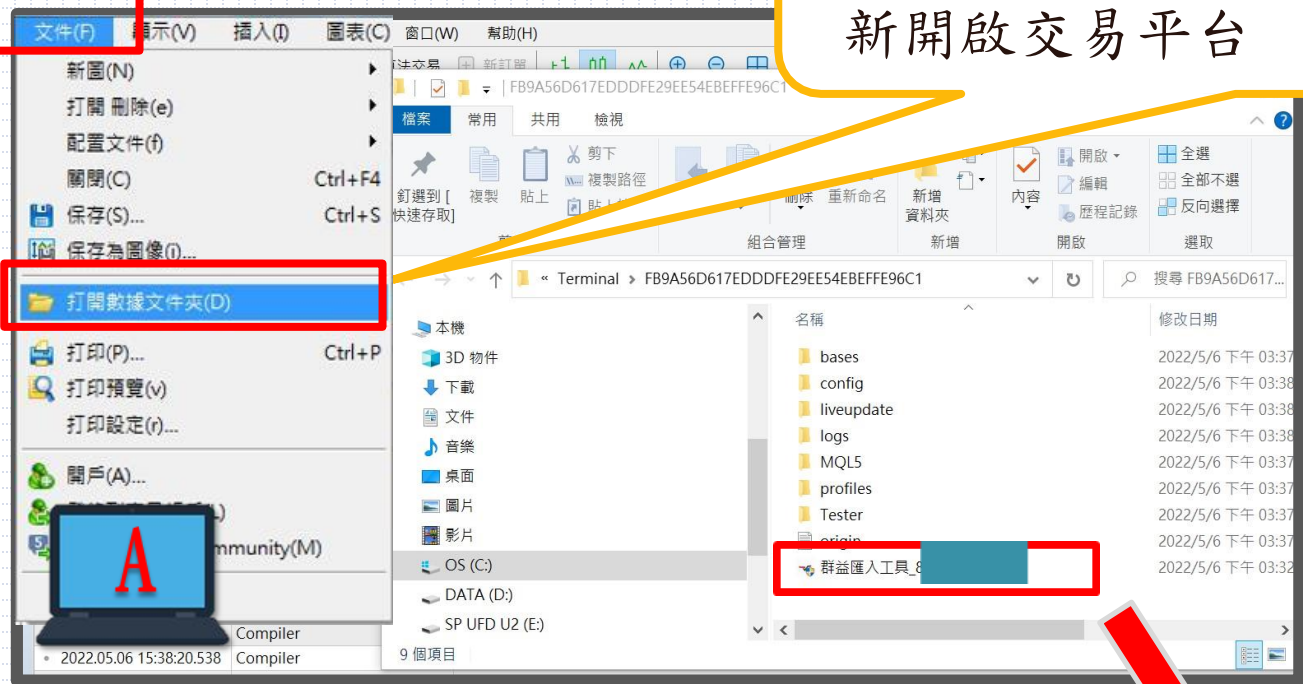 新開啟交易平台
文件(F) 顯示(V) 插入(I) 圖表(C) 窗口(W) 幫助(H)
新圖(N)
打開 刪除(e)
配置文件(f)
關閉(C) Ctrl+F4
保存(S)... Ctrl+S
保存為圖像(i)...
打開數據文件夾(D)
打印(P)... Ctrl+P
打印預覽(v)
打印設定(r)...
開戶(A)...
mmunity(M)
A
Compiler
2022.05.06 15:38:20.538 Compiler
法交易 新訂單
FB9A56D617EDDDFE29EE54EBEFFE96C1
檔案 常用 共用 檢視
釘選到 [
快速存取]
複製
貼上
剪下
複製路徑
刪除
重新命名
新增
資料夾
內容
開啟
編輯
歷程記錄
全選
全部不選
反向選擇
組合管理 新增 開啟 選取
« Terminal > FB9A56D617EDDDFE29EE54EBEFFE96C1
搜尋 FB9A56D617...
本機
3D 物件
下載
文件
音樂
桌面
圖片
影片
OS (C:)
DATA (D:)
SP UFD U2 (E:)
名稱 修改日期
bases 2022/5/6 下午 03:37
config 2022/5/6 下午 03:38
liveupdate 2022/5/6 下午 03:38
logs 2022/5/6 下午 03:38
MQL5 2022/5/6 下午 03:37
profiles 2022/5/6 下午 03:37
Tester 2022/5/6 下午 03:37
origin 2022/5/6 下午 03:37
群益匯入工具_8 2022/5/6 下午 03:32
9 個項目